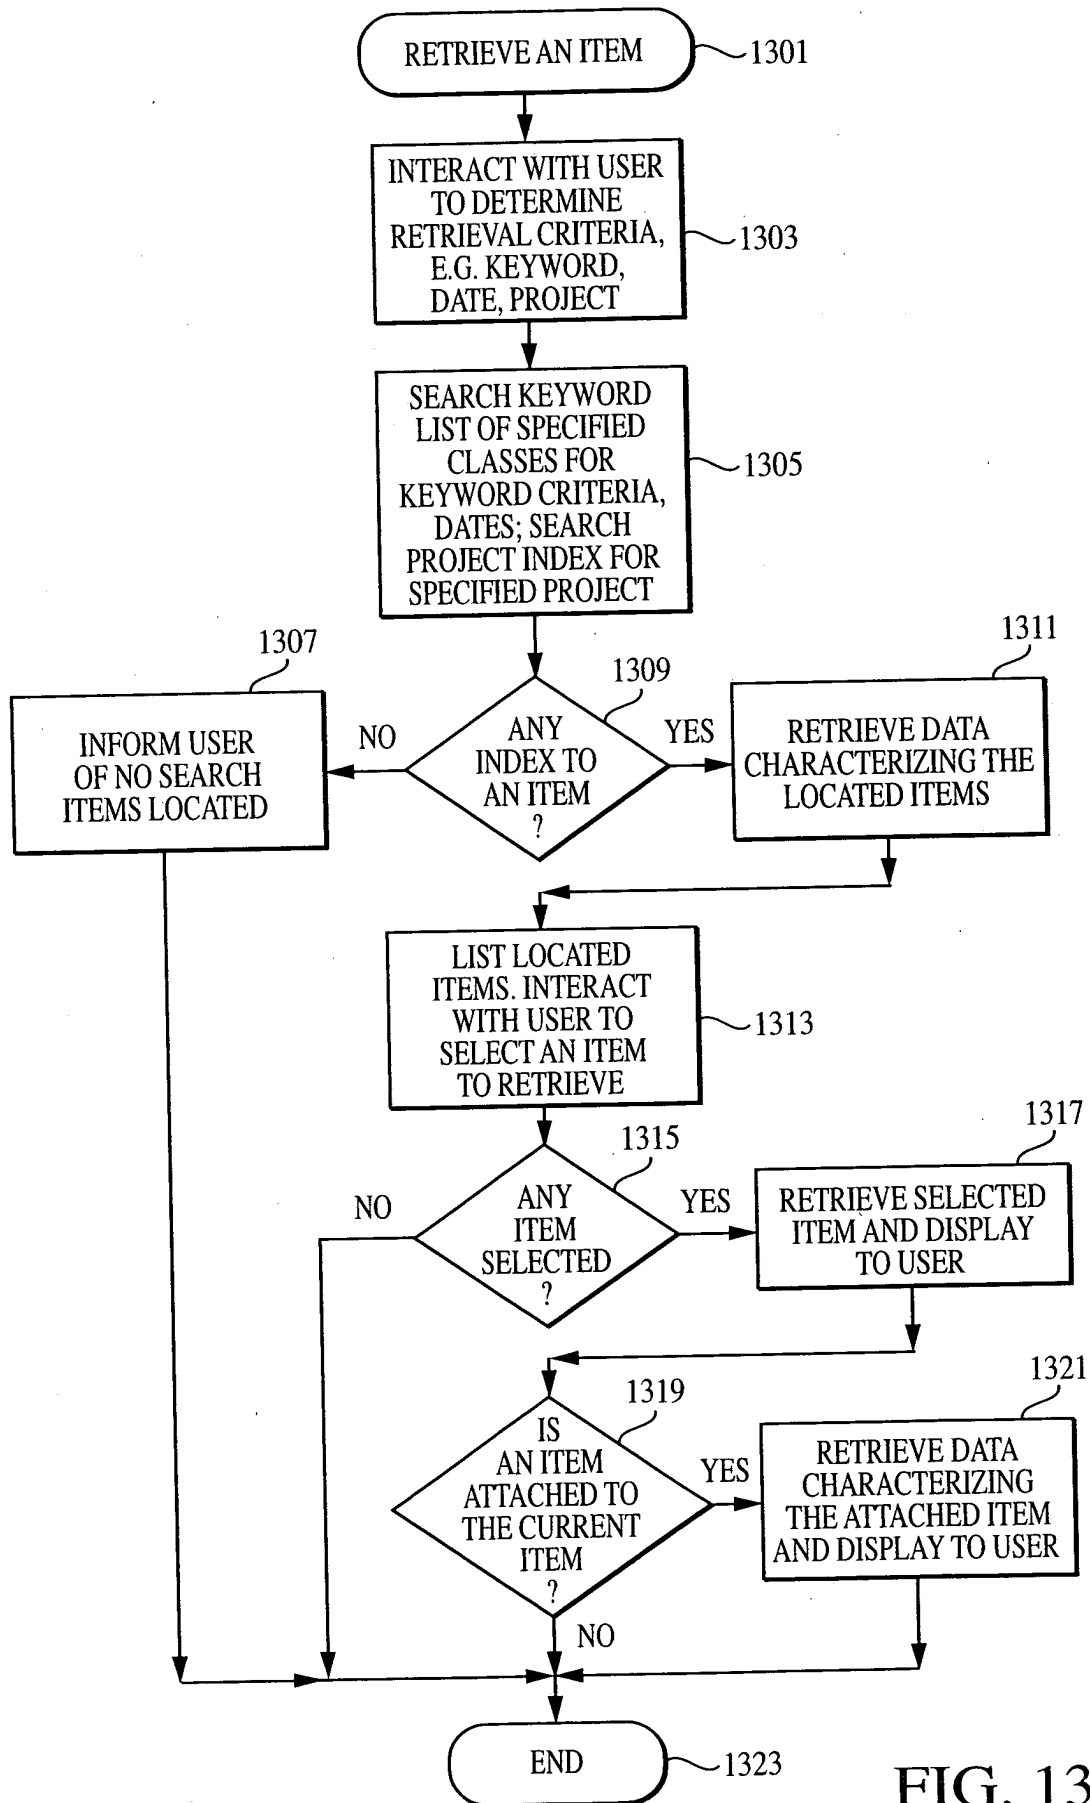 RETRIEVE AN ITEM
1301
INTERACT WITH USER
TO DETERMINE
RETRIEVAL CRITERIA,
E.G. KEYWORD,
DATE, PROJECT
1303
SEARCH KEYWORD
LIST OF SPECIFIED
CLASSES FOR
KEYWORD CRITERIA,
DATES; SEARCH
PROJECT INDEX FOR
SPECIFIED PROJECT
1305
1307
INFORM USER
OF NO SEARCH
ITEMS LOCATED
NO
1309
ANY
INDEX TO
AN ITEM
?
YES
1311
RETRIEVE DATA
CHARACTERIZING THE
LOCATED ITEMS
LIST LOCATED
ITEMS. INTERACT
WITH USER TO
SELECT AN ITEM
TO RETRIEVE
1313
NO
1315
ANY
ITEM
SELECTED
?
YES
1317
RETRIEVE SELECTED
ITEM AND DISPLAY
TO USER
1319
IS
AN ITEM
ATTACHED TO
THE CURRENT
ITEM
?
YES
1321
RETRIEVE DATA
CHARACTERIZING
THE ATTACHED ITEM
AND DISPLAY TO USER
NO
END
1323
FIG. 13